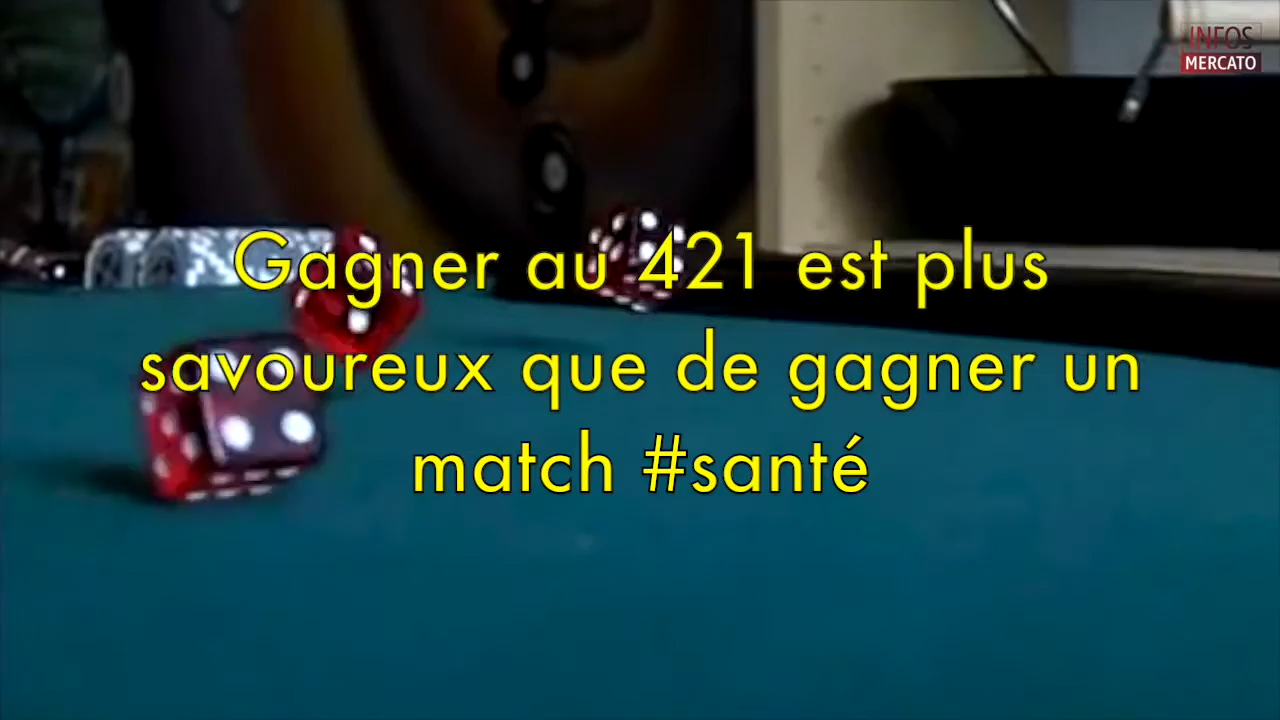 INFOS
MERCATO
Gagner au 421 est plus
savoureux que de gagner un
match #santé